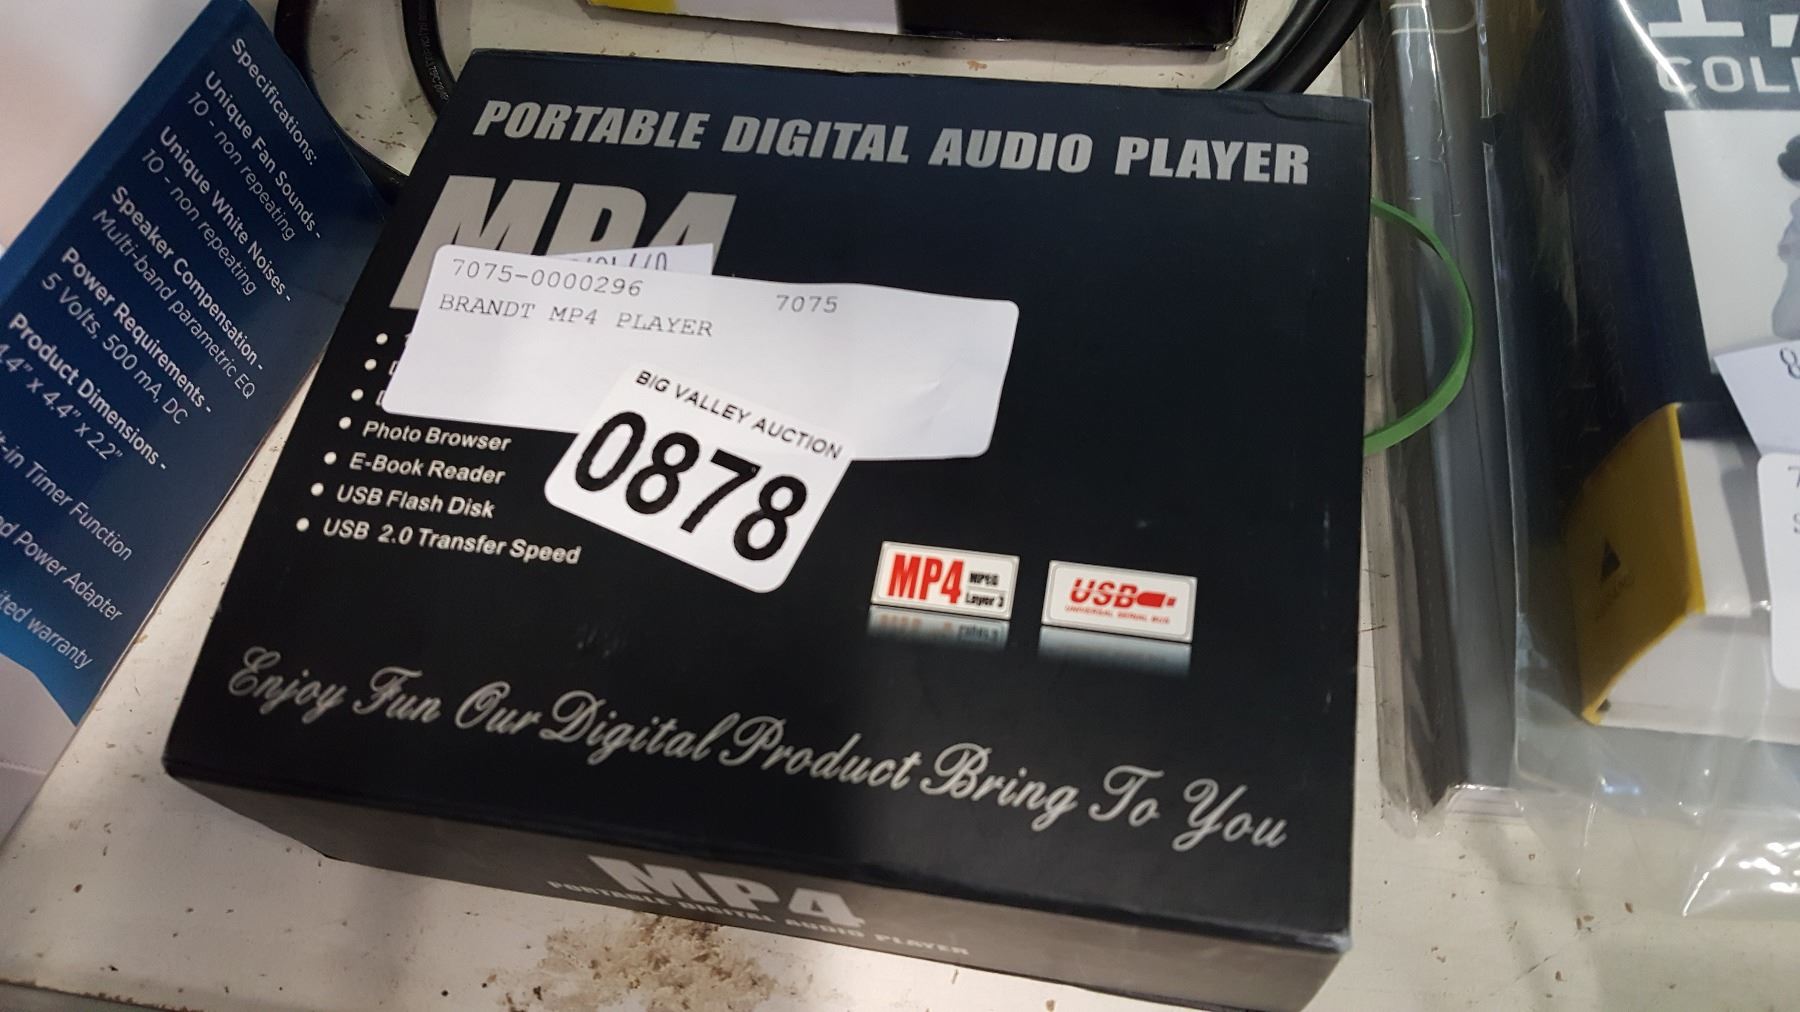 PORTABLE DIGITAL AUDIO PLAYER
MP4
7075-0000296 7075
BRANDT MP4 PLAYER
BIG VALLEY AUCTION
0878
Photo Browser
E-Book Reader
USB Flash Disk
USB 2.0 Transfer Speed
MP4 MPEG
Layer 3
USB
UNIVERSAL SERIAL BUS
Enjoy Fun Our Digital Product Bring To You
MP4
PORTABLE DIGITAL AUDIO PLAYER
Specifications:
Unique Fan Sounds -
10 - non repeating
Unique White Noises -
10 - non repeating
Speaker Compensation -
Multi-band parametric EQ
Power Requirements -
5 Volts, 500 mA, DC
Product Dimensions -
4.4" x 4.4" x 2.2"
Timer Function
Power Adapter
warranty